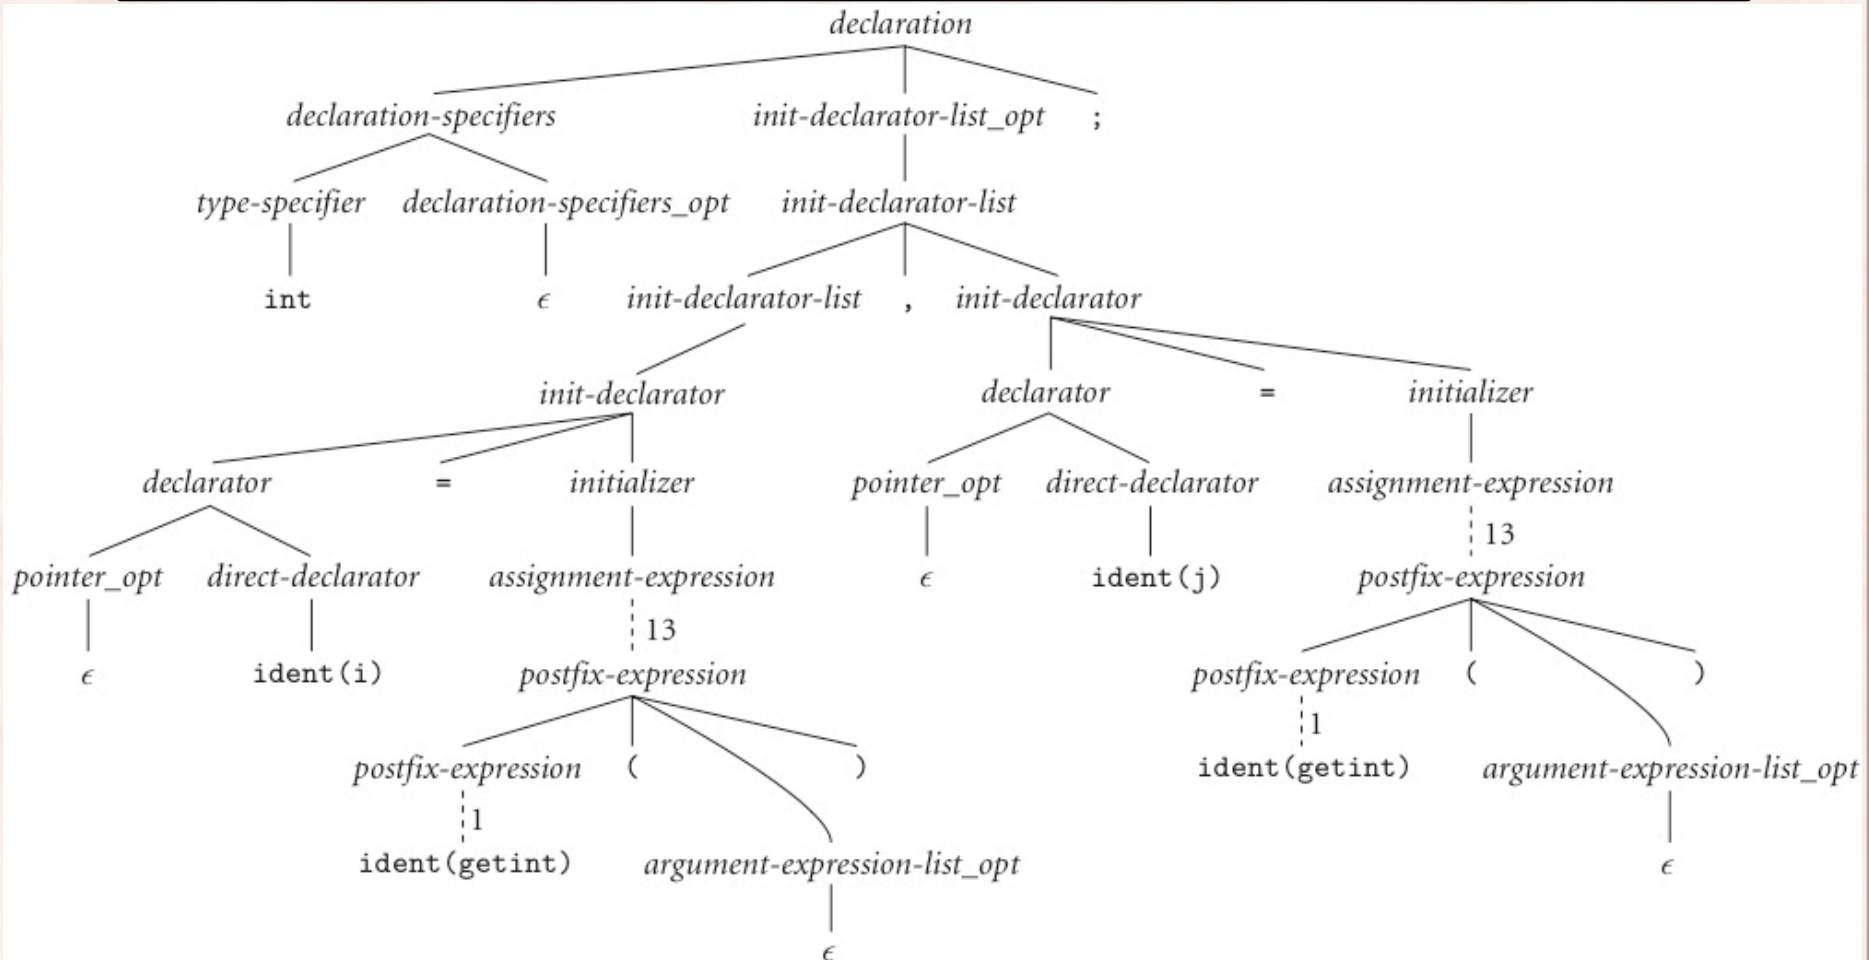 declaration
declaration-specifiers init-declarator-list_opt ;
type-specifier declaration-specifiers_opt init-declarator-list
int ϵ init-declarator-list , init-declarator
init-declarator declarator = initializer
declarator = initializer pointer_opt direct-declarator assignment-expression
13
pointer_opt direct-declarator assignment-expression ϵ ident(j) postfix-expression
13
ϵ ident(i) postfix-expression postfix-expression ( )
1
postfix-expression ( ) ident(getint) argument-expression-list_opt
1
ident(getint) argument-expression-list_opt ϵ
ϵ